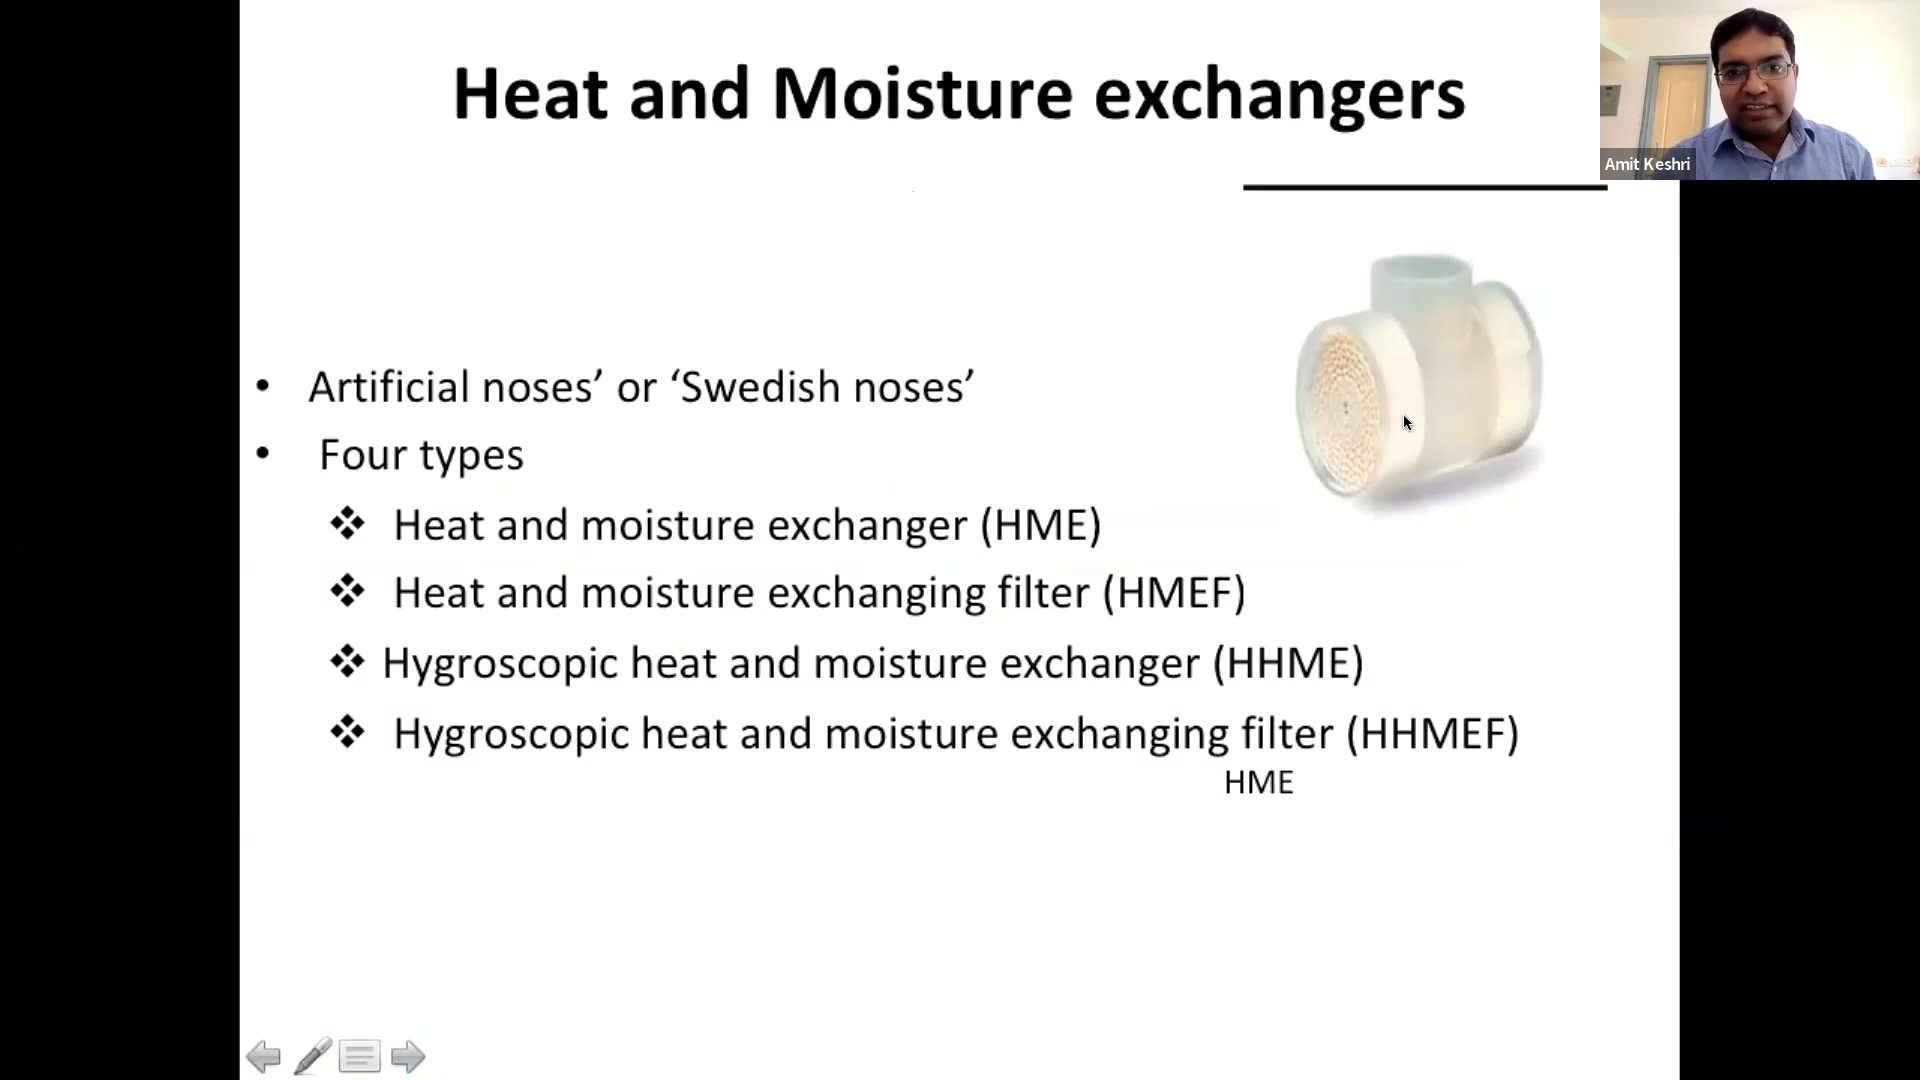 Heat and Moisture exchangers
Amit Keshri
• Artificial noses’ or ‘Swedish noses’
• Four types
❖ Heat and moisture exchanger (HME)
❖ Heat and moisture exchanging filter (HMEF)
❖ Hygroscopic heat and moisture exchanger (HHME)
❖ Hygroscopic heat and moisture exchanging filter (HHMEF)
HME